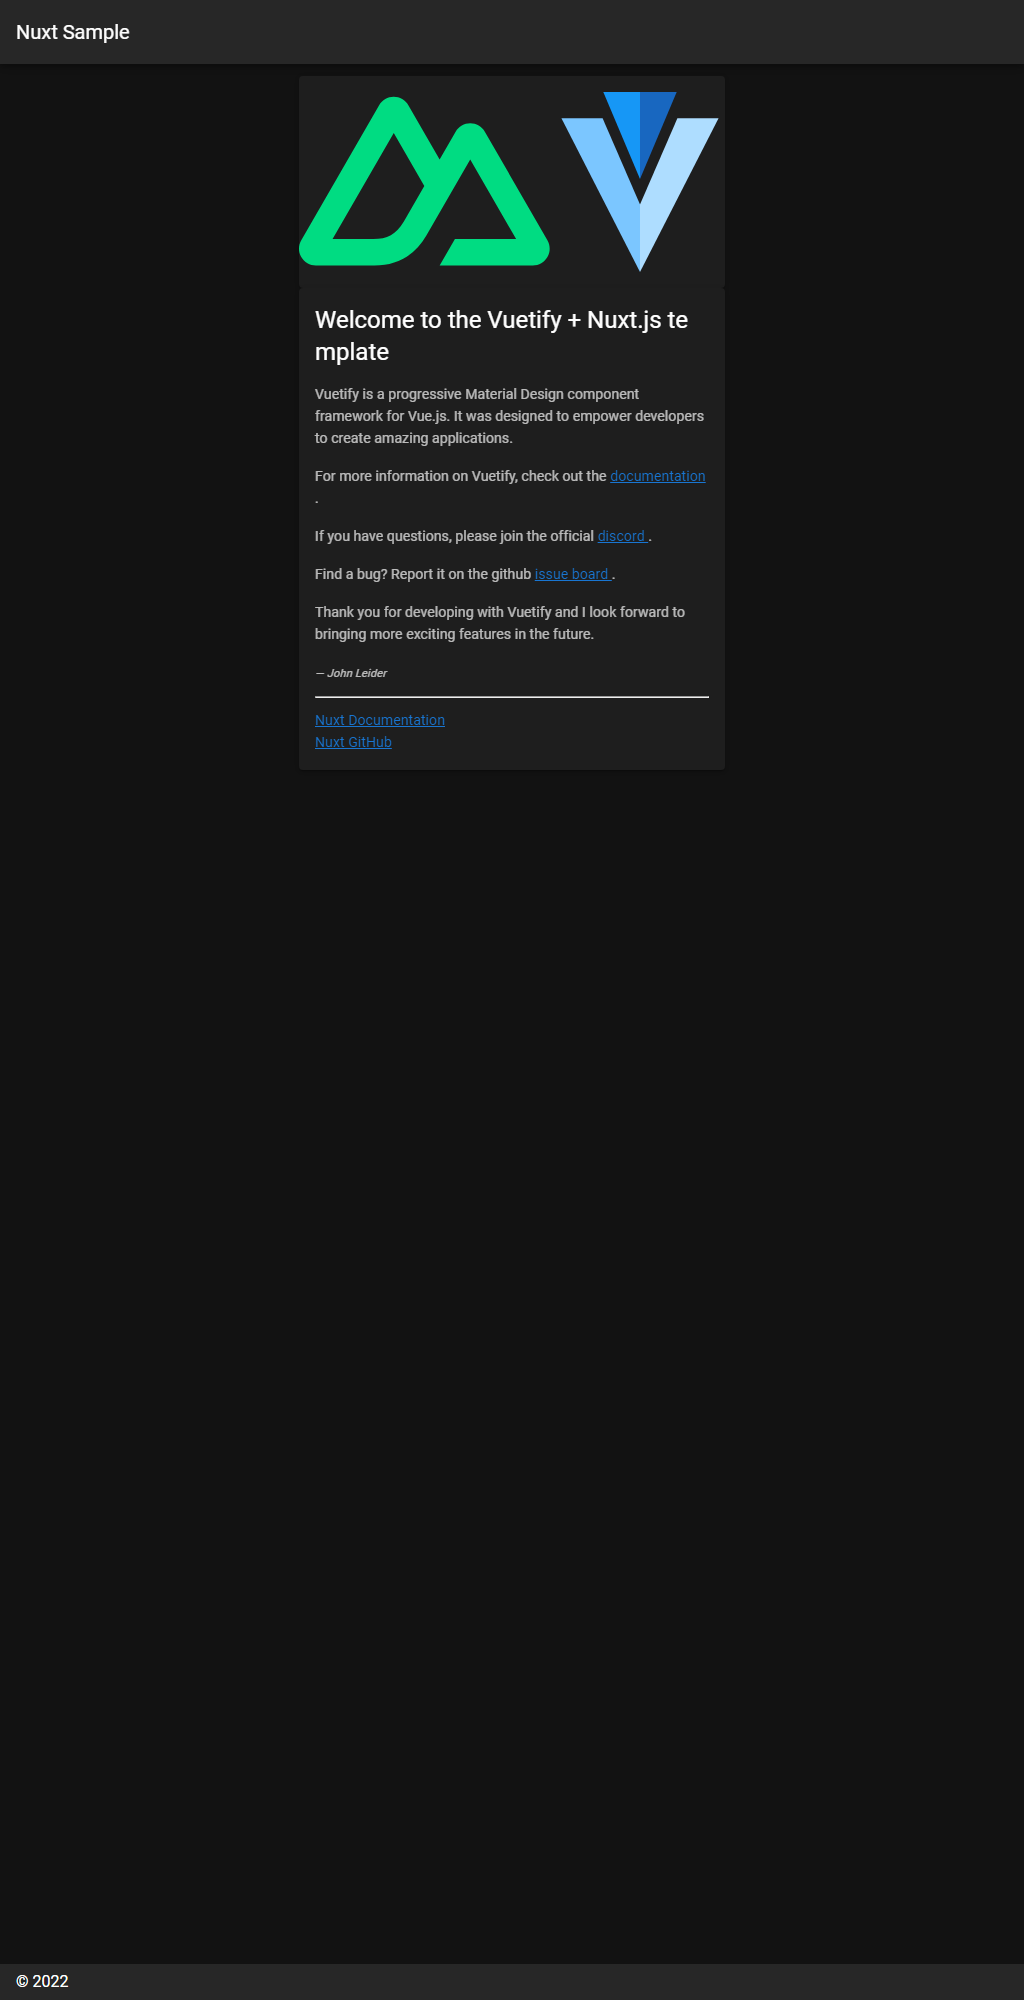 Nuxt Sample
Welcome to the Vuetify + Nuxt.js te
mplate
Vuetify is a progressive Material Design component
framework for Vue.js. It was designed to empower developers
to create amazing applications.
For more information on Vuetify, check out the documentation
.
If you have questions, please join the official discord .
Find a bug? Report it on the github issue board .
Thank you for developing with Vuetify and I look forward to
bringing more exciting features in the future.
— John Leider
Nuxt Documentation
Nuxt GitHub
© 2022